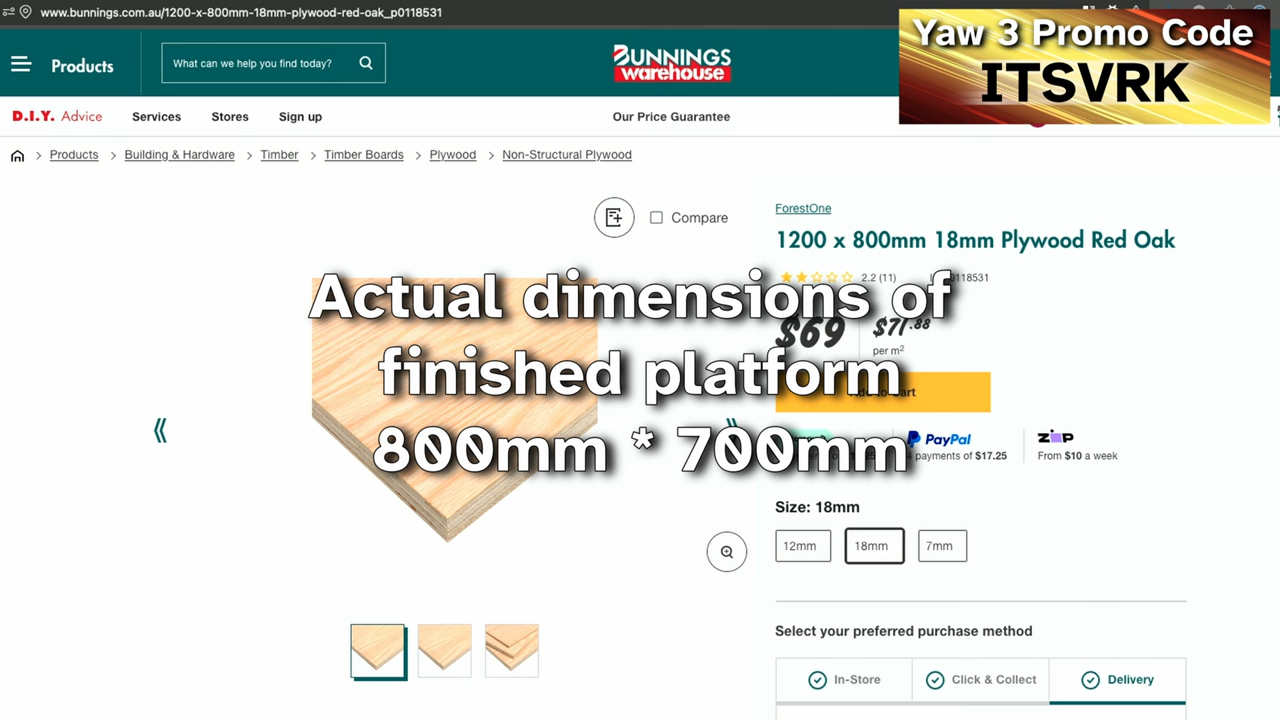 www.bunnings.com.au/1200-x-800mm-18mm-plywood-red-oak_p0118531
Yaw 3 Promo Code
ITSVRK
Products
What can we help you find today?
BUNNINGS
warehouse
D.I.Y. Advice
Services
Stores
Sign up
Our Price Guarantee
Products
Building & Hardware
Timber
Timber Boards
Plywood
Non-Structural Plywood
Compare
ForestOne
1200 x 800mm 18mm Plywood Red Oak
2.2 (11)
Actual dimensions of
finished platform
800mm * 700mm
$69
$71.88
per m²
PayPal
payments of $17.25
zip
From $10 a week
Size: 18mm
12mm
18mm
7mm
Select your preferred purchase method
In-Store
Click & Collect
Delivery